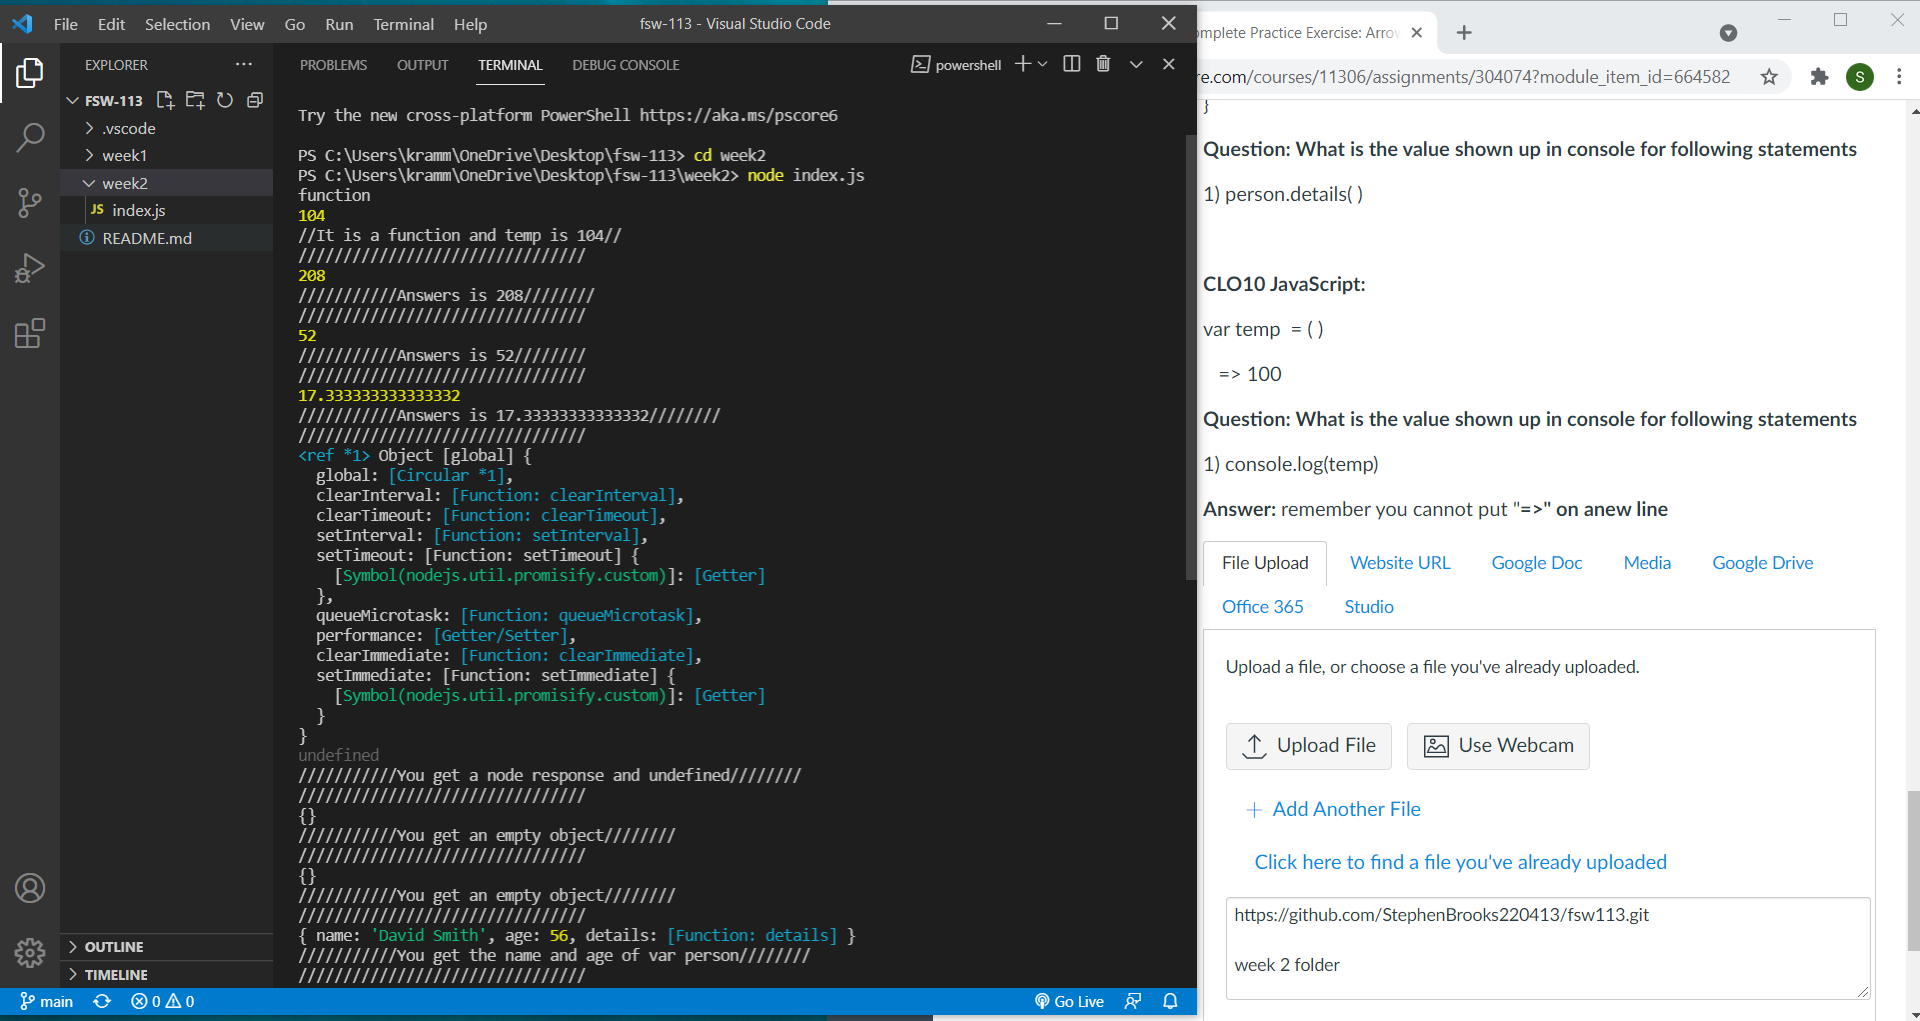 File Edit Selection View Go Run Terminal Help
fsw-113 - Visual Studio Code
EXPLORER
FSW-113
.vscode
week1
week2
JS index.js
README.md
OUTLINE
TIMELINE
PROBLEMS OUTPUT TERMINAL DEBUG CONSOLE
powershell
Try the new cross-platform PowerShell https://aka.ms/pscore6
PS C:\Users\kramm\OneDrive\Desktop\fsw-113> cd week2
PS C:\Users\kramm\OneDrive\Desktop\fsw-113\week2> node index.js
function
104
//It is a function and temp is 104//
////////////////////////////////
208
///////////Answers is 208////////
////////////////////////////////
52
///////////Answers is 52////////
////////////////////////////////
17.333333333333332
///////////Answers is 17.33333333333332////////
////////////////////////////////
<ref *1> Object [global] {
global: [Circular *1],
clearInterval: [Function: clearInterval],
clearTimeout: [Function: clearTimeout],
setInterval: [Function: setInterval],
setTimeout: [Function: setTimeout] {
[Symbol(nodejs.util.promisify.custom)]: [Getter]
},
queueMicrotask: [Function: queueMicrotask],
performance: [Getter/Setter],
clearImmediate: [Function: clearImmediate],
setImmediate: [Function: setImmediate] {
[Symbol(nodejs.util.promisify.custom)]: [Getter]
}
}
undefined
///////////You get a node response and undefined////////
////////////////////////////////
{}
///////////You get an empty object////////
////////////////////////////////
{}
///////////You get an empty object////////
////////////////////////////////
{ name: 'David Smith', age: 56, details: [Function: details] }
///////////You get the name and age of var person////////
////////////////////////////////
main 0 0
Go Live
mplete Practice Exercise: Arro
re.com/courses/11306/assignments/304074?module_item_id=664582
S
}
Question: What is the value shown up in console for following statements
1) person.details( )
CLO10 JavaScript:
var temp = ( )
=> 100
Question: What is the value shown up in console for following statements
1) console.log(temp)
Answer: remember you cannot put "=>" on anew line
File Upload Website URL Google Doc Media Google Drive
Office 365 Studio
Upload a file, or choose a file you've already uploaded.
Upload File Use Webcam
+ Add Another File
Click here to find a file you've already uploaded
https://github.com/StephenBrooks220413/fsw113.git
week 2 folder